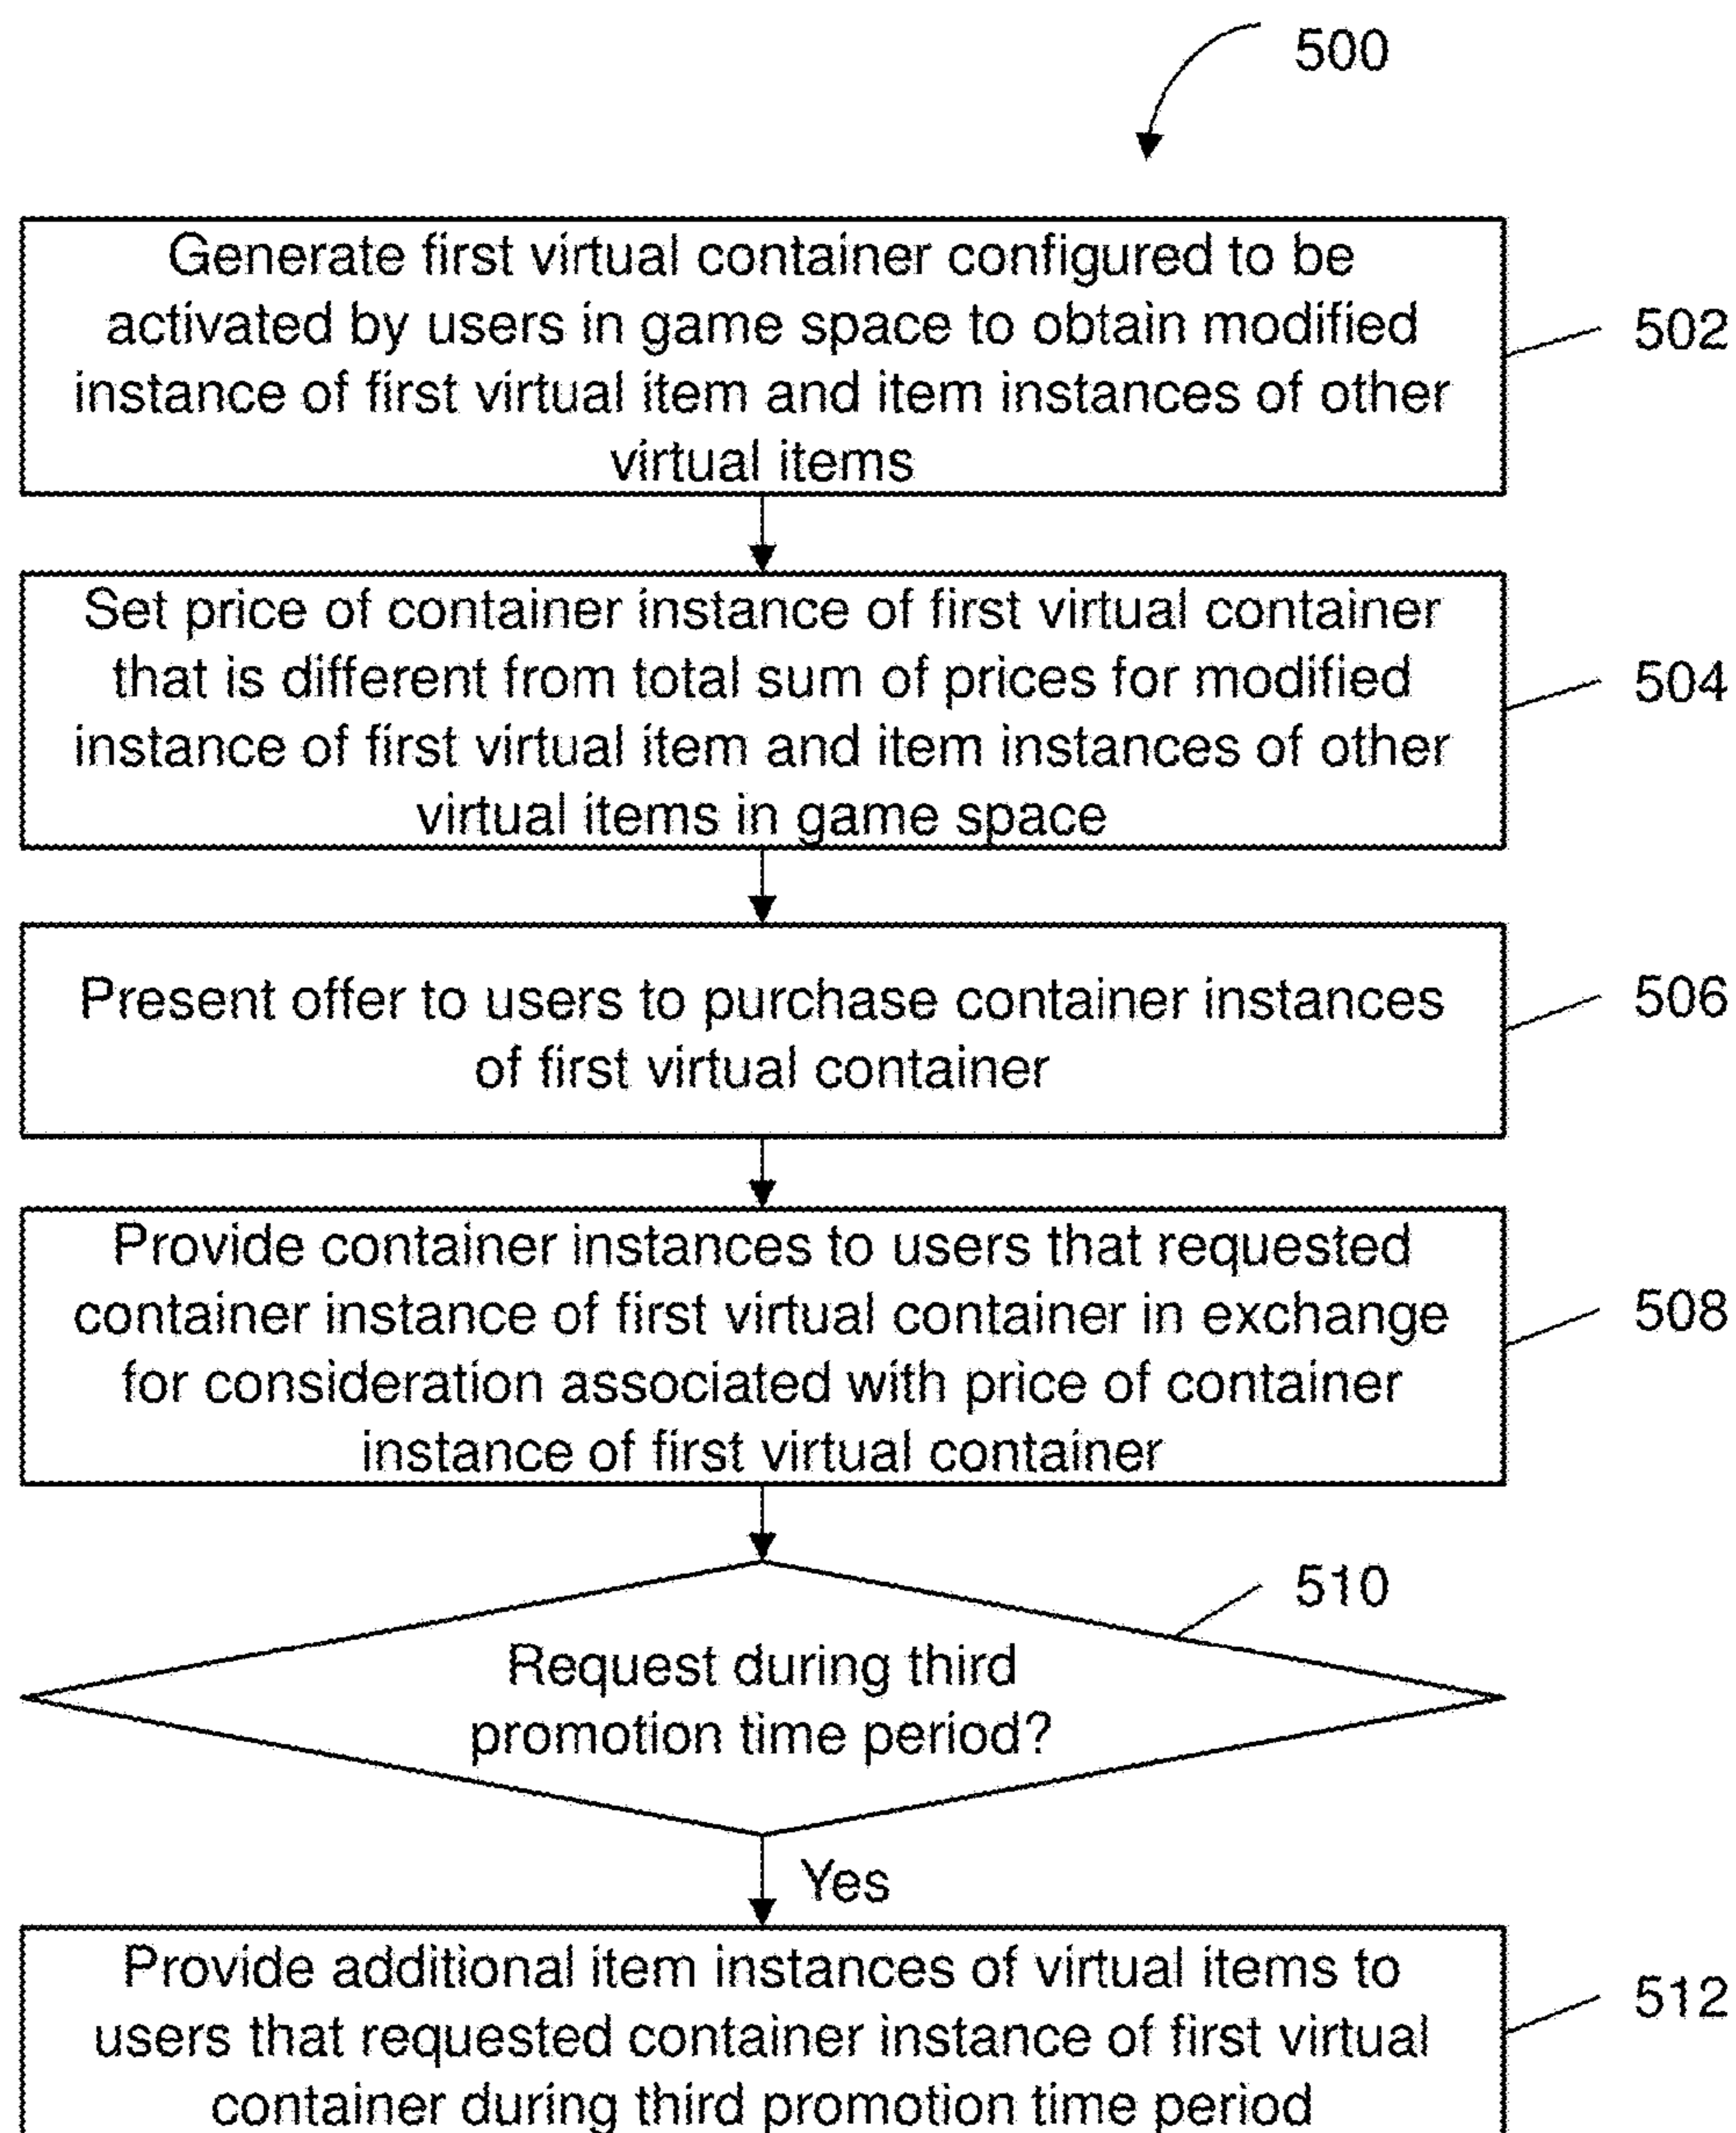 500
Generate first virtual container configured to be
activated by users in game space to obtain modified
instance of first virtual item and item instances of other
virtual items
502
Set price of container instance of first virtual container
that is different from total sum of prices for modified
instance of first virtual item and item instances of other
virtual items in game space
504
Present offer to users to purchase container instances
of first virtual container
506
Provide container instances to users that requested
container instance of first virtual container in exchange
for consideration associated with price of container
instance of first virtual container
508
Request during third
promotion time period?
510
Yes
Provide additional item instances of virtual items to
users that requested container instance of first virtual
container during third promotion time period
512